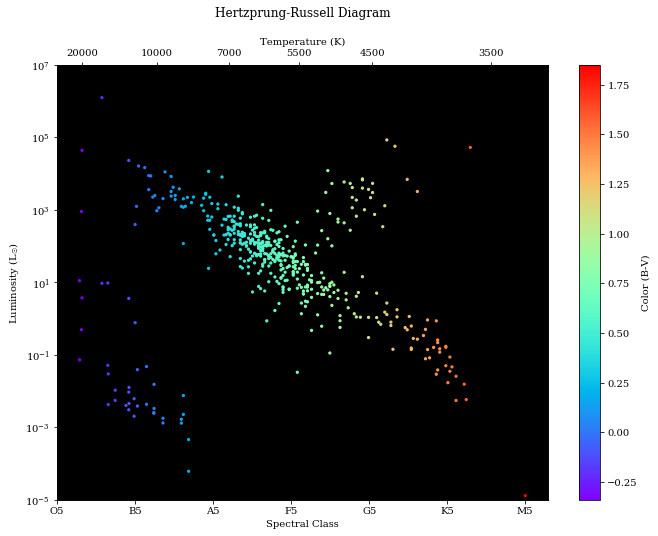 Hertzprung-Russell Diagram
Temperature (K)
20000 10000 7000 5500 4500 3500
10⁷
10⁵
10³
10¹
10⁻¹
10⁻³
10⁻⁵
Luminosity (L☉)
O5 B5 A5 F5 G5 K5 M5
Spectral Class
1.75
1.50
1.25
1.00
0.75
0.50
0.25
0.00
−0.25
Color (B-V)